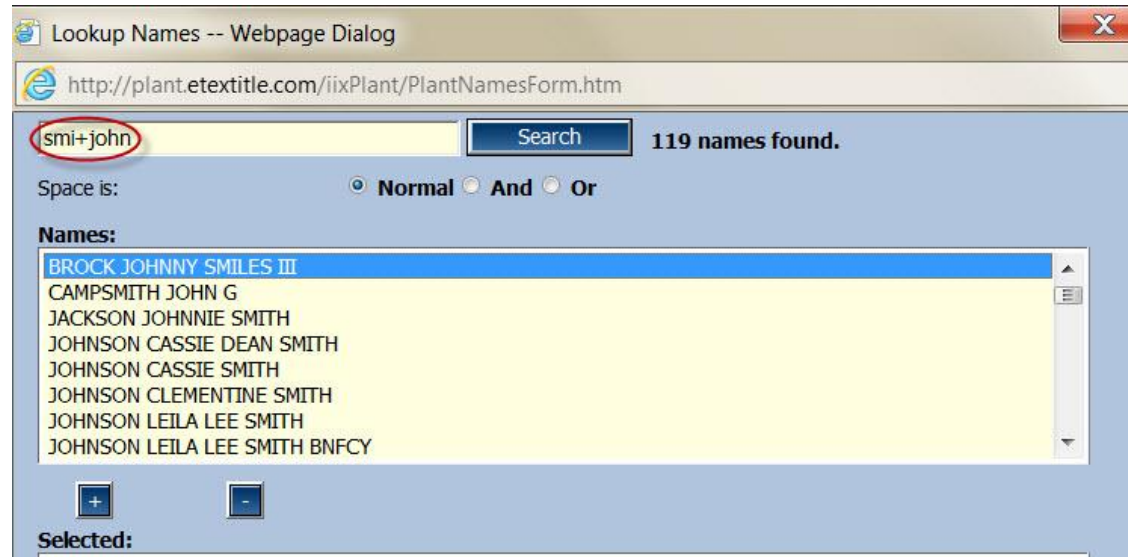 Lookup Names -- Webpage Dialog
X
http://plant.etextitle.com/iixPlant/PlantNamesForm.htm
smi+john Search 119 names found.
Space is: Normal And Or
Names:
BROCK JOHNNY SMILES III
CAMPSMITH JOHN G
JACKSON JOHNNIE SMITH
JOHNSON CASSIE DEAN SMITH
JOHNSON CASSIE SMITH
JOHNSON CLEMENTINE SMITH
JOHNSON LEILA LEE SMITH
JOHNSON LEILA LEE SMITH BNFCY
+ -
Selected: